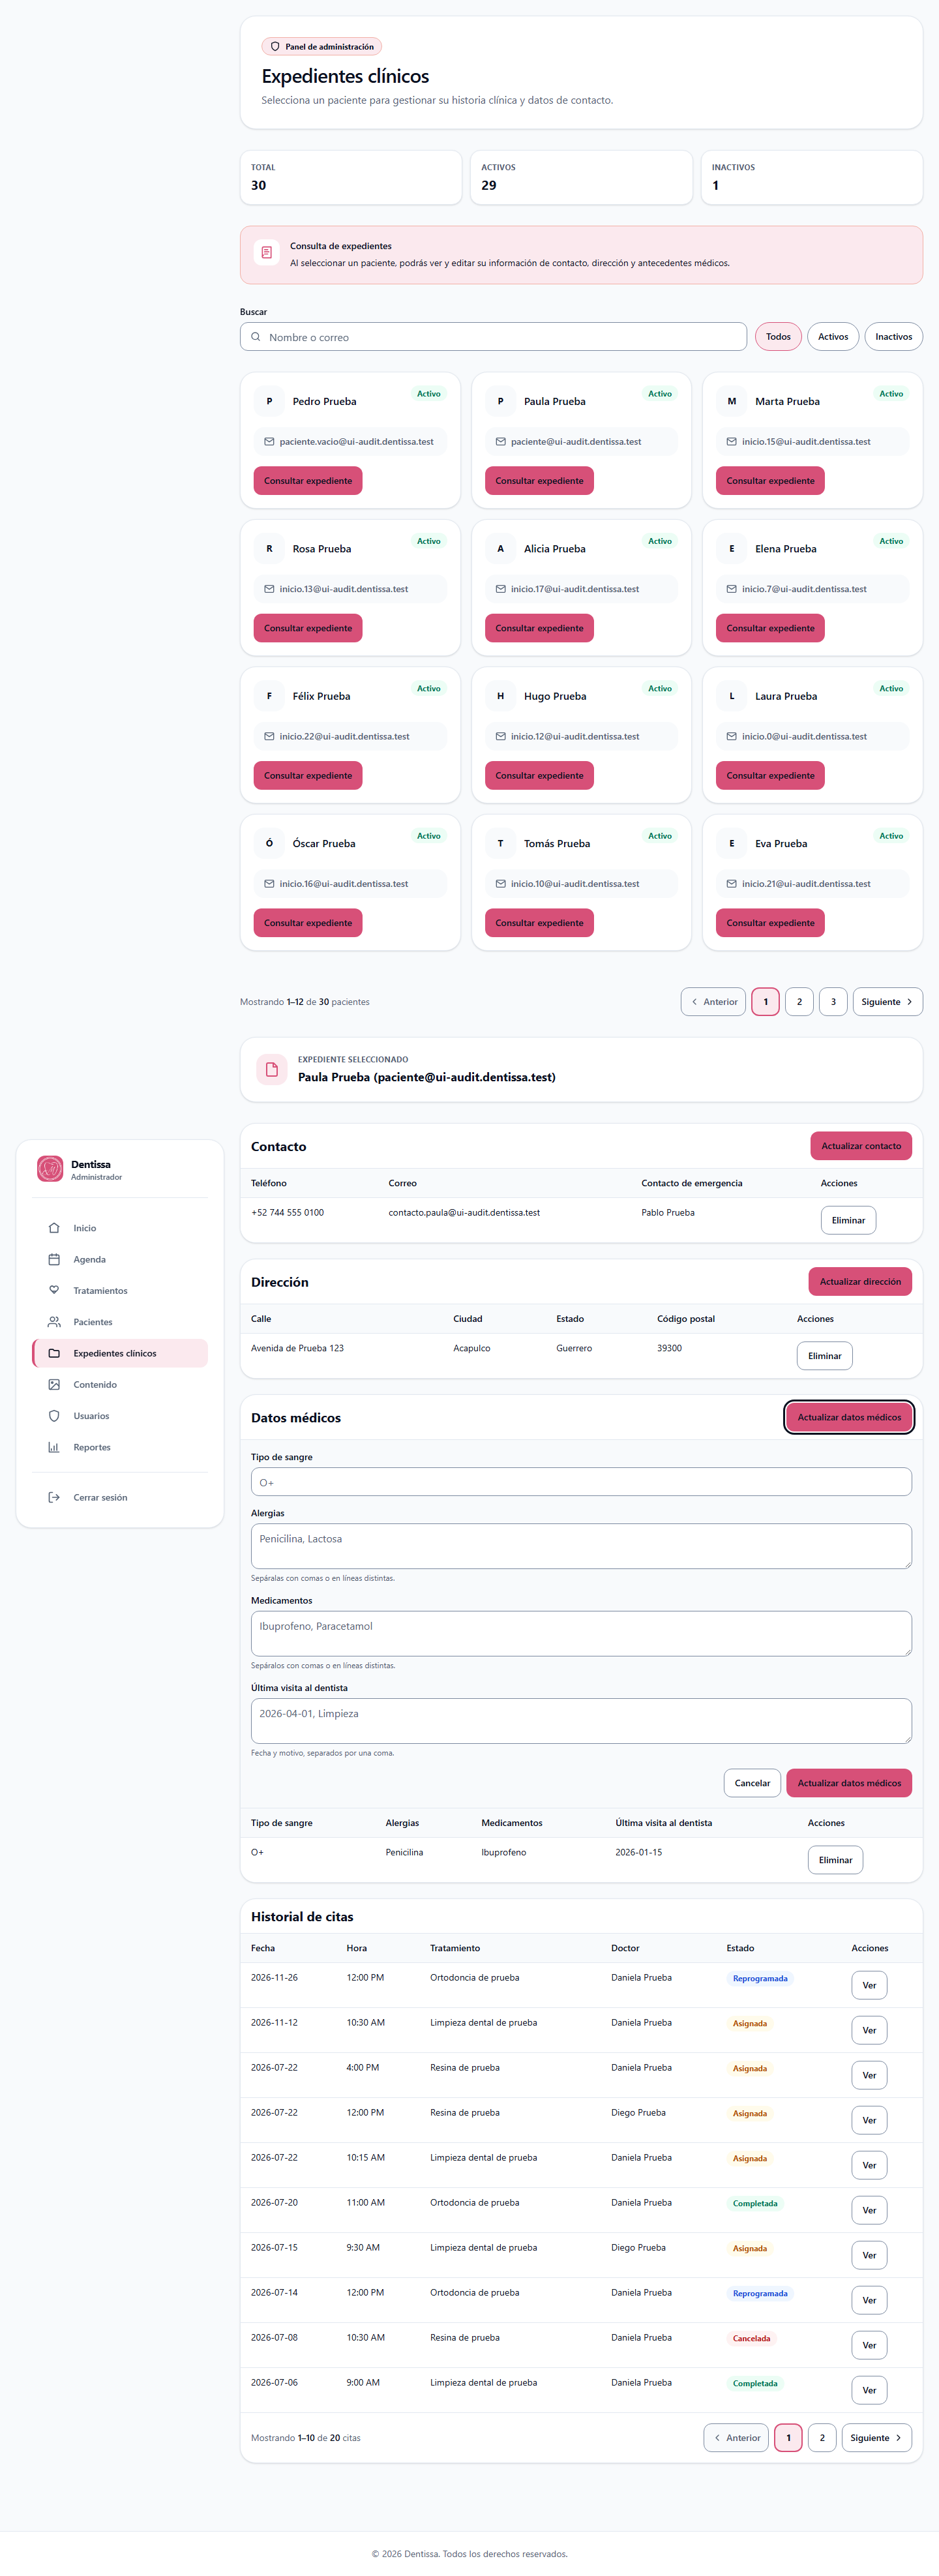 Panel de administración
Expedientes clínicos
Selecciona un paciente para gestionar su historia clínica y datos de contacto.
TOTAL
30
ACTIVOS
29
INACTIVOS
1
Consulta de expedientes
Al seleccionar un paciente, podrás ver y editar su información de contacto, dirección y antecedentes médicos.
Buscar
Nombre o correo
Todos
Activos
Inactivos
P Pedro Prueba Activo
paciente.vacio@ui-audit.dentissa.test
Consultar expediente
P Paula Prueba Activo
paciente@ui-audit.dentissa.test
Consultar expediente
M Marta Prueba Activo
inicio.15@ui-audit.dentissa.test
Consultar expediente
R Rosa Prueba Activo
inicio.13@ui-audit.dentissa.test
Consultar expediente
A Alicia Prueba Activo
inicio.17@ui-audit.dentissa.test
Consultar expediente
E Elena Prueba Activo
inicio.7@ui-audit.dentissa.test
Consultar expediente
F Félix Prueba Activo
inicio.22@ui-audit.dentissa.test
Consultar expediente
H Hugo Prueba Activo
inicio.12@ui-audit.dentissa.test
Consultar expediente
L Laura Prueba Activo
inicio.0@ui-audit.dentissa.test
Consultar expediente
Ó Óscar Prueba Activo
inicio.16@ui-audit.dentissa.test
Consultar expediente
T Tomás Prueba Activo
inicio.10@ui-audit.dentissa.test
Consultar expediente
E Eva Prueba Activo
inicio.21@ui-audit.dentissa.test
Consultar expediente
Mostrando 1–12 de 30 pacientes
Anterior 1 2 3 Siguiente
EXPEDIENTE SELECCIONADO
Paula Prueba (paciente@ui-audit.dentissa.test)
Dentissa
Administrador
Inicio
Agenda
Tratamientos
Pacientes
Expedientes clínicos
Contenido
Usuarios
Reportes
Cerrar sesión
Contacto
Actualizar contacto
Teléfono Correo Contacto de emergencia Acciones
+52 744 555 0100 contacto.paula@ui-audit.dentissa.test Pablo Prueba Eliminar
Dirección
Actualizar dirección
Calle Ciudad Estado Código postal Acciones
Avenida de Prueba 123 Acapulco Guerrero 39300 Eliminar
Datos médicos
Actualizar datos médicos
Tipo de sangre
O+
Alergias
Penicilina, Lactosa
Sepáralas con comas o en líneas distintas.
Medicamentos
Ibuprofeno, Paracetamol
Sepáralos con comas o en líneas distintas.
Última visita al dentista
2026-04-01, Limpieza
Fecha y motivo, separados por una coma.
Cancelar
Actualizar datos médicos
Tipo de sangre Alergias Medicamentos Última visita al dentista Acciones
O+ Penicilina Ibuprofeno 2026-01-15 Eliminar
Historial de citas
Fecha Hora Tratamiento Doctor Estado Acciones
2026-11-26 12:00 PM Ortodoncia de prueba Daniela Prueba Reprogramada Ver
2026-11-12 10:30 AM Limpieza dental de prueba Daniela Prueba Asignada Ver
2026-07-22 4:00 PM Resina de prueba Daniela Prueba Asignada Ver
2026-07-22 12:00 PM Resina de prueba Diego Prueba Asignada Ver
2026-07-22 10:15 AM Limpieza dental de prueba Daniela Prueba Asignada Ver
2026-07-20 11:00 AM Ortodoncia de prueba Daniela Prueba Completada Ver
2026-07-15 9:30 AM Limpieza dental de prueba Diego Prueba Asignada Ver
2026-07-14 12:00 PM Ortodoncia de prueba Daniela Prueba Reprogramada Ver
2026-07-08 10:30 AM Resina de prueba Daniela Prueba Cancelada Ver
2026-07-06 9:00 AM Limpieza dental de prueba Daniela Prueba Completada Ver
Mostrando 1–10 de 20 citas
Anterior 1 2 Siguiente
© 2026 Dentissa. Todos los derechos reservados.